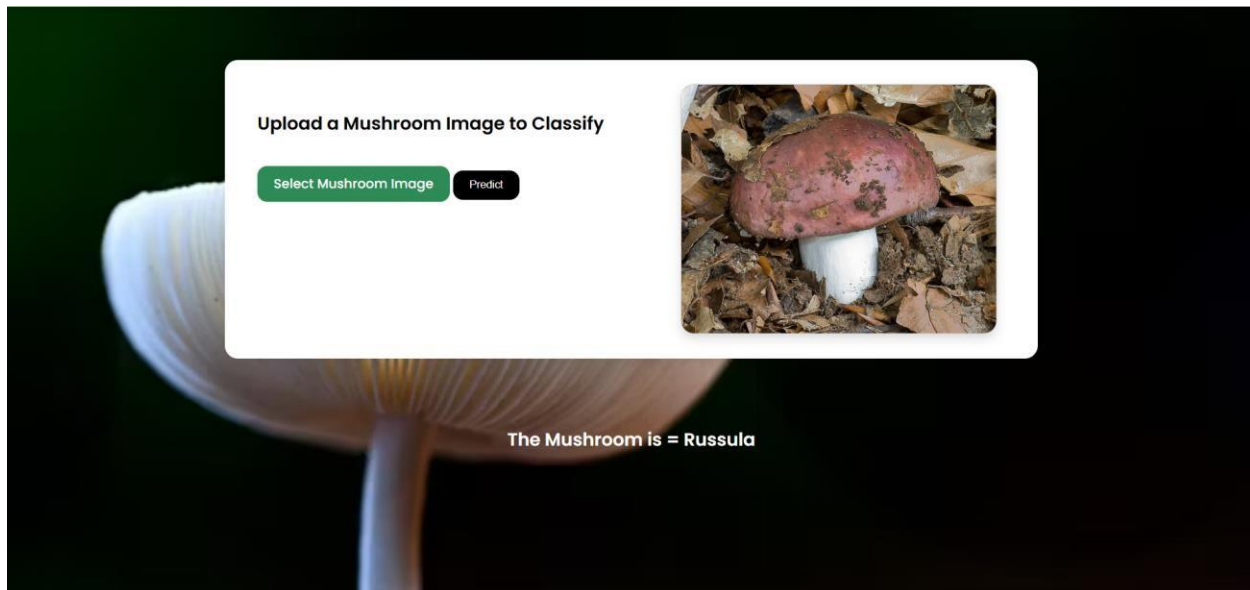 Upload a Mushroom Image to Classify
Select Mushroom Image Predict
The Mushroom is = Russula